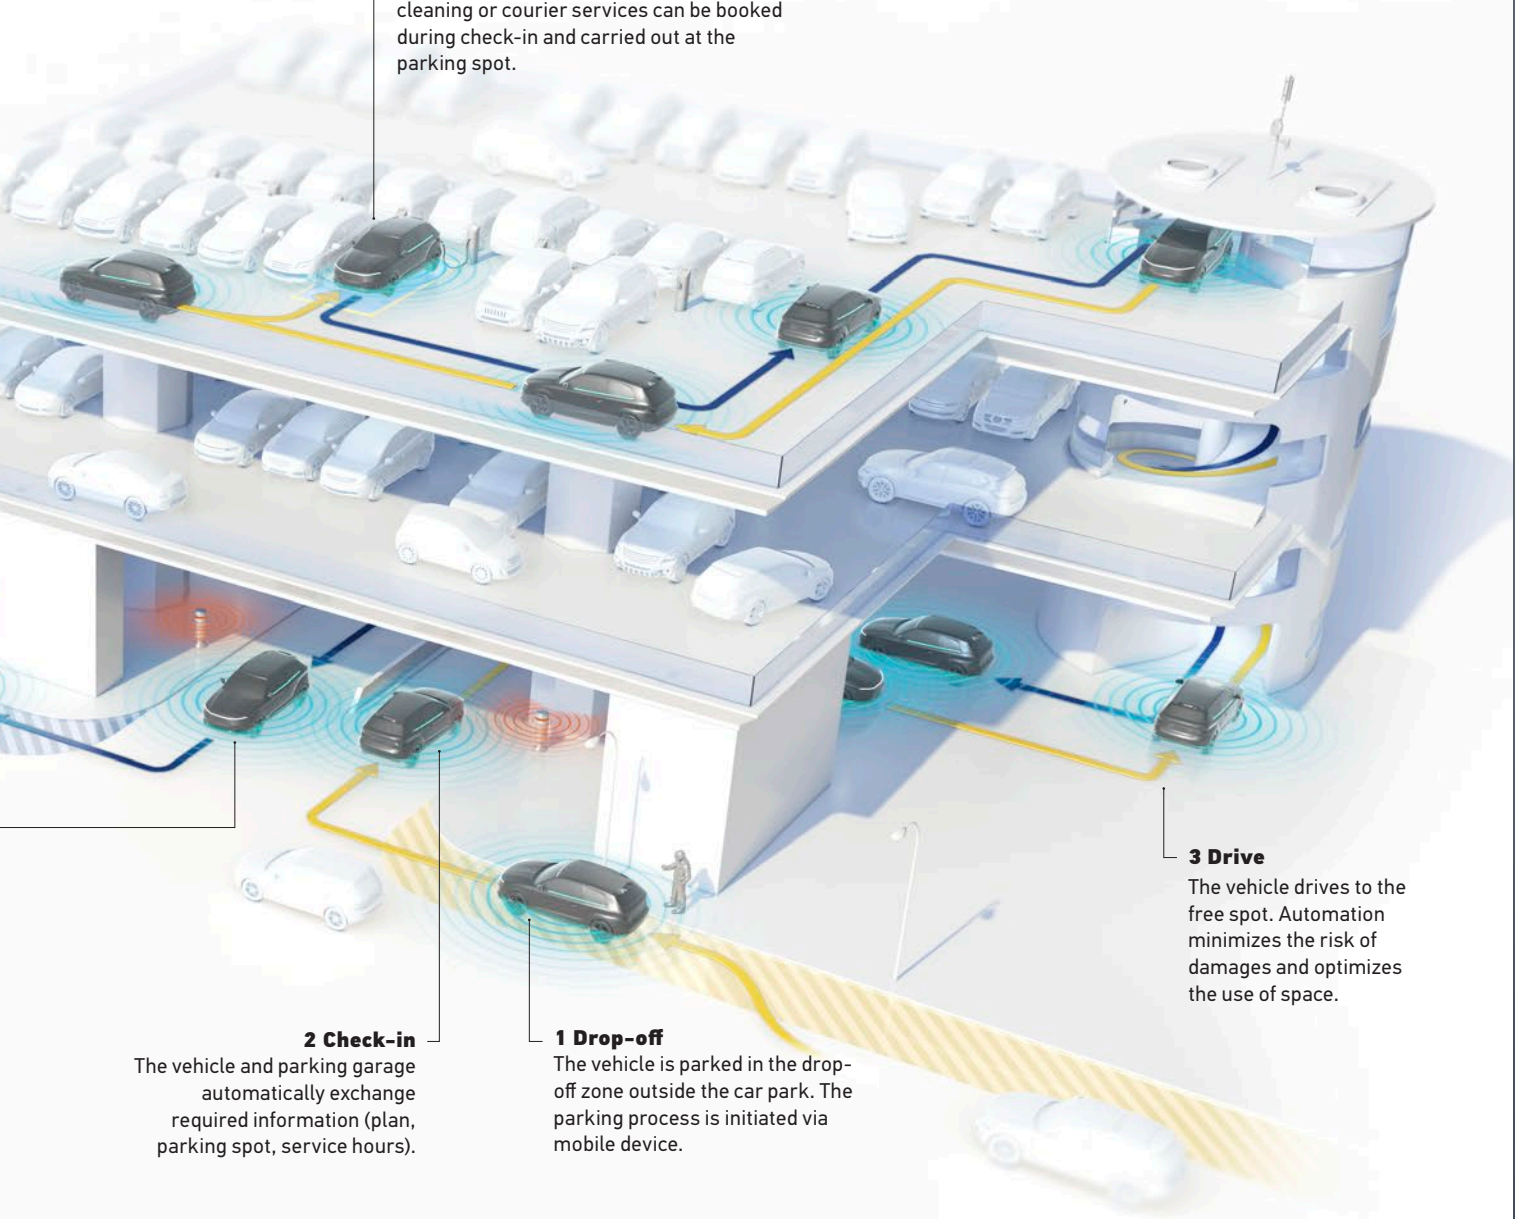 cleaning or courier services can be booked
during check-in and carried out at the
parking spot.
3 Drive
The vehicle drives to the
free spot. Automation
minimizes the risk of
damages and optimizes
the use of space.
2 Check-in
The vehicle and parking garage
automatically exchange
required information (plan,
parking spot, service hours).
1 Drop-off
The vehicle is parked in the drop-
off zone outside the car park. The
parking process is initiated via
mobile device.